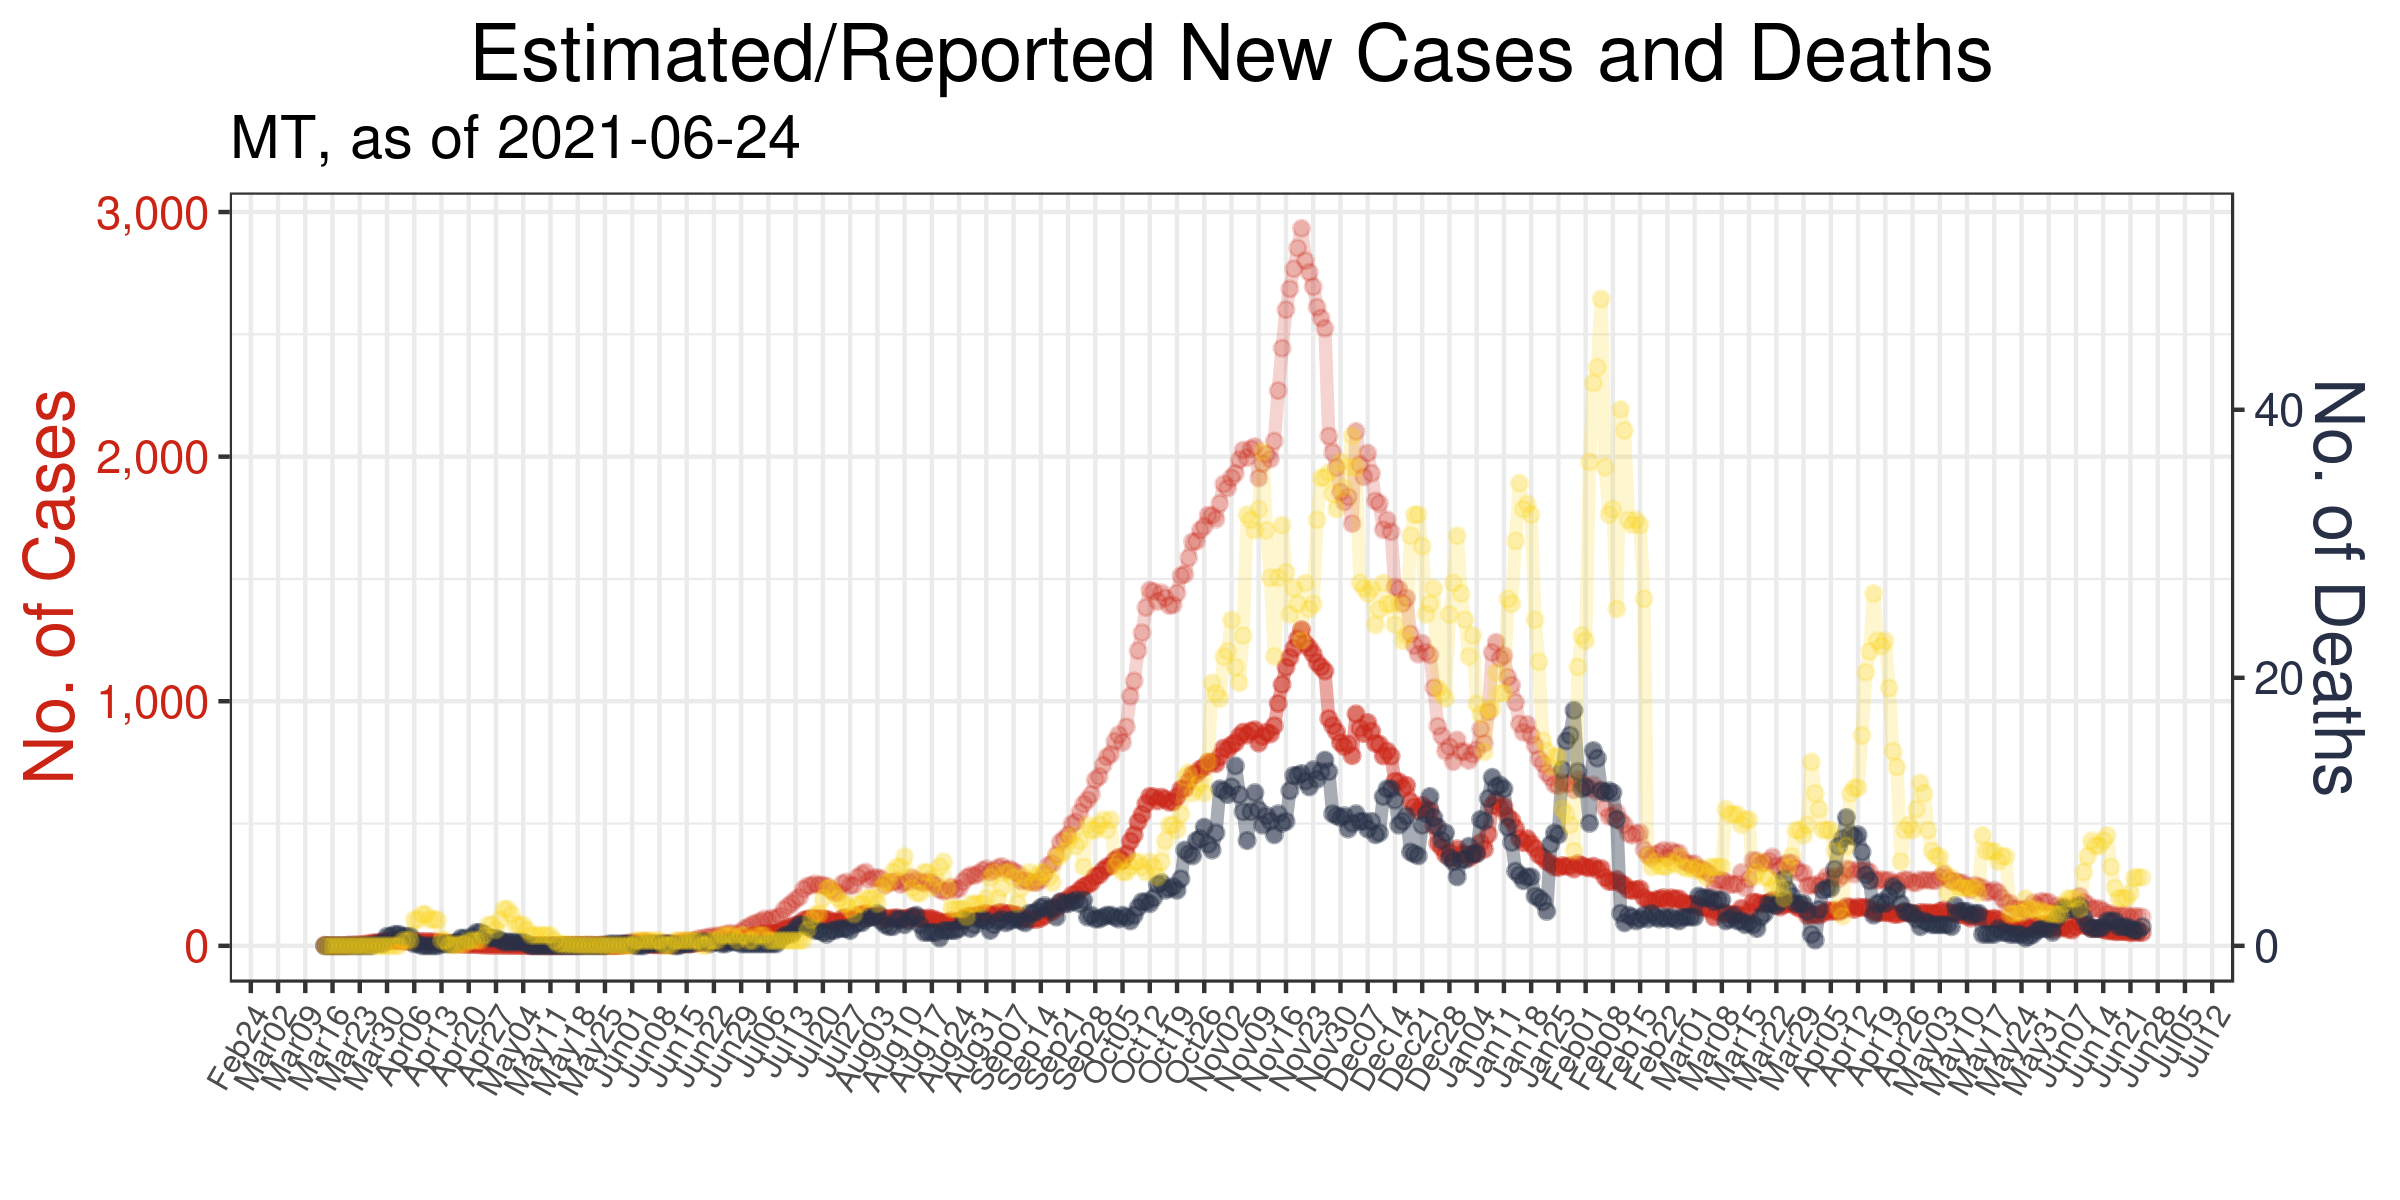 Estimated/Reported New Cases and Deaths
MT, as of 2021-06-24
No. of Cases
3,000
2,000
1,000
0
40
20
0
No. of Deaths
Feb24
Mar02
Mar09
Mar16
Mar23
Mar30
Apr06
Apr13
Apr20
Apr27
May04
May11
May18
May25
Jun01
Jun08
Jun15
Jun22
Jun29
Jul06
Jul13
Jul20
Jul27
Aug03
Aug10
Aug17
Aug24
Aug31
Sep07
Sep14
Sep21
Sep28
Oct05
Oct12
Oct19
Oct26
Nov02
Nov09
Nov16
Nov23
Nov30
Dec07
Dec14
Dec21
Dec28
Jan04
Jan11
Jan18
Jan25
Feb01
Feb08
Feb15
Feb22
Mar01
Mar08
Mar15
Mar22
Mar29
Apr05
Apr12
Apr19
Apr26
May03
May10
May17
May24
May31
Jun07
Jun14
Jun21
Jun28
Jul05
Jul12